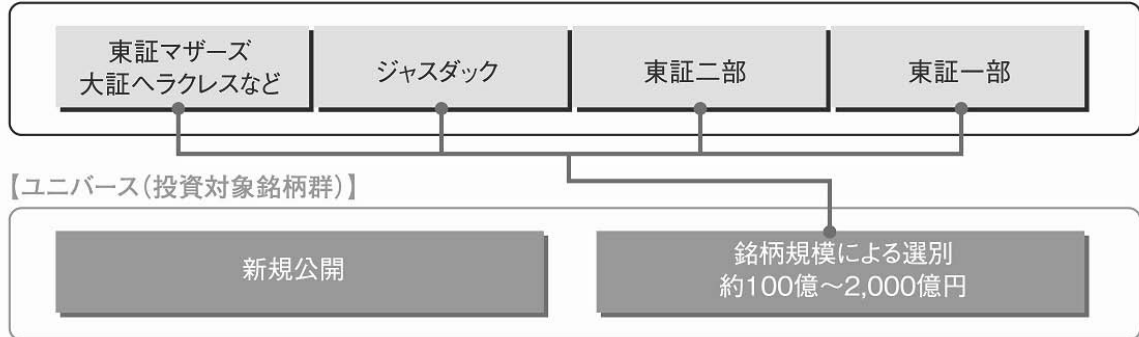 東証マザーズ
大証ヘラクレスなど
ジャスダック
東証二部
東証一部
【ユニバース(投資対象銘柄群)】
新規公開
銘柄規模による選別
約100億～2,000億円